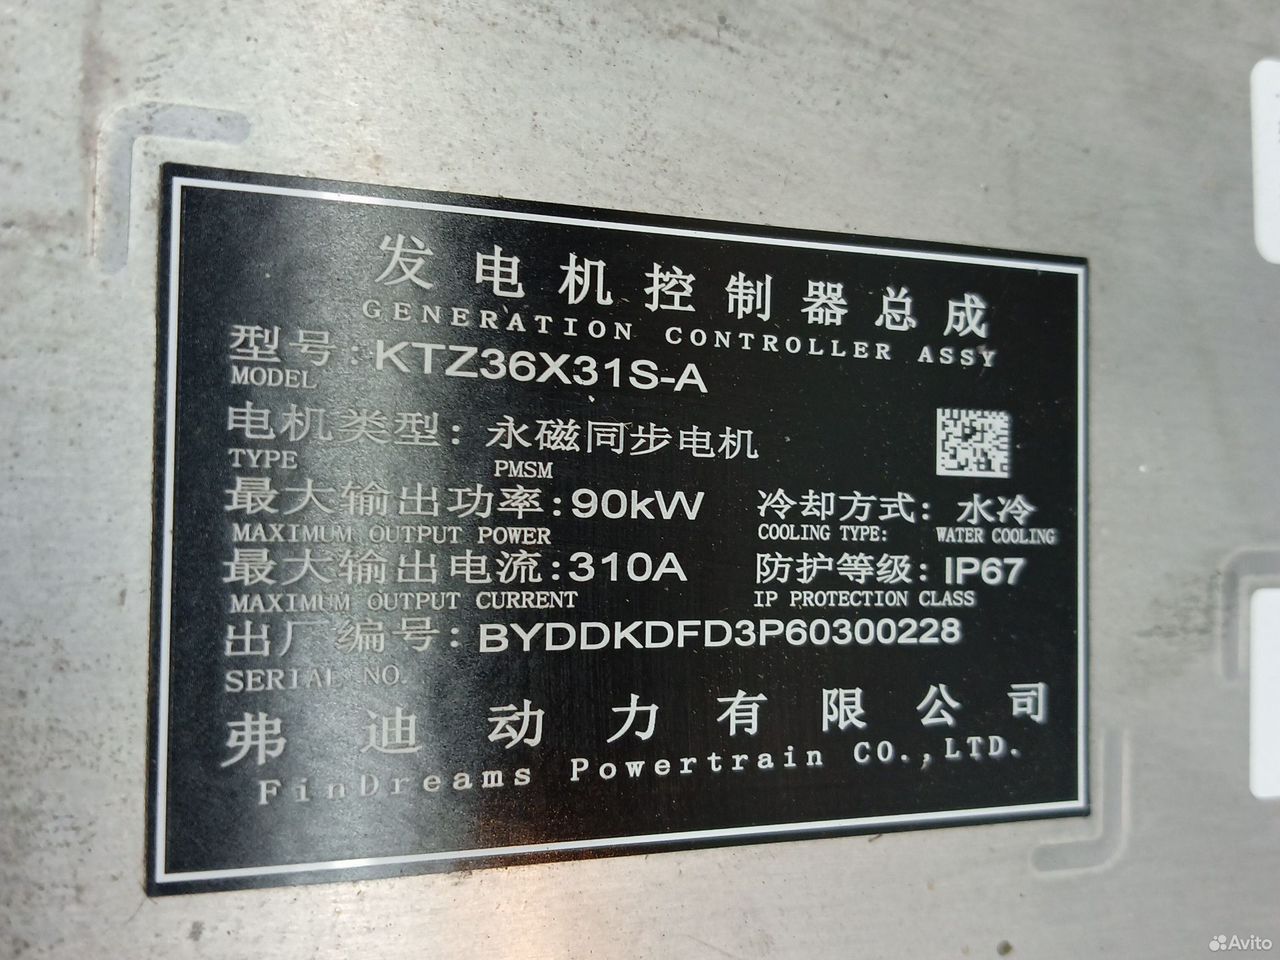 发电机控制器总成
GENERATION CONTROLLER ASSY
型号: KTZ36X31S-A
MODEL
电机类型: 永磁同步电机
TYPE PMSM
最大输出功率:90kW 冷却方式: 水冷
MAXIMUM OUTPUT POWER COOLING TYPE: WATER COOLING
最大输出电流:310A 防护等级: IP67
MAXIMUM OUTPUT CURRENT IP PROTECTION CLASS
出厂编号: BYDDKDFD3P60300228
SERIAL NO.
弗迪动力有限公司
FinDreams Powertrain CO.,LTD.
Avito